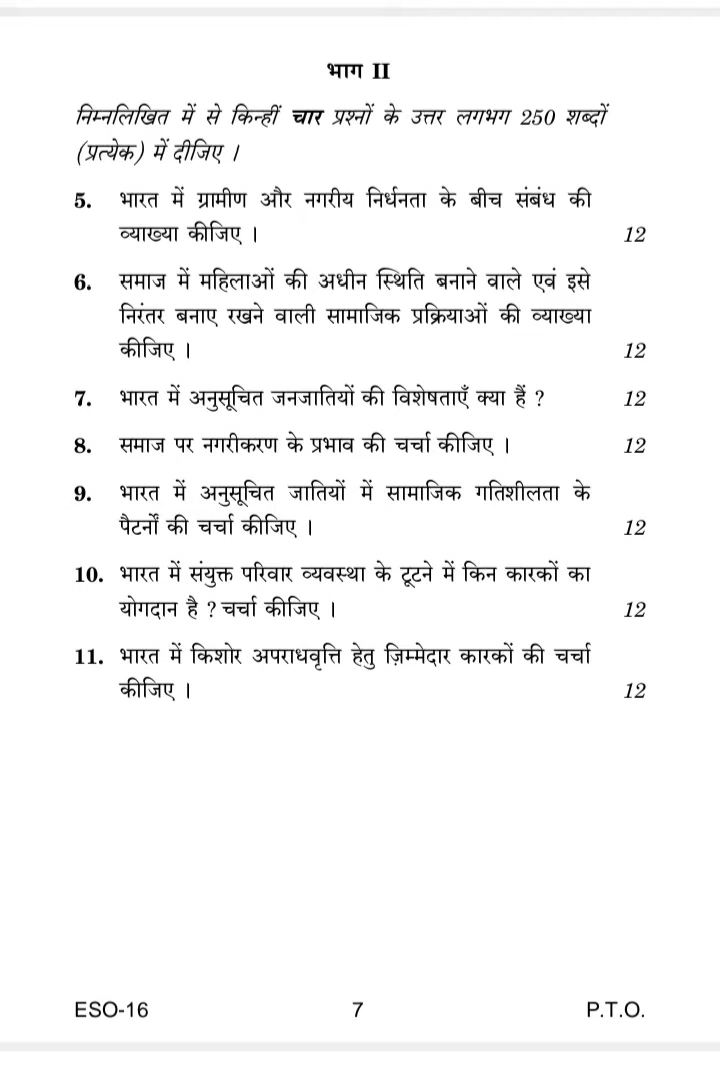 भाग II
निम्नलिखित में से किन्हीं चार प्रश्नों के उत्तर लगभग 250 शब्दों
(प्रत्येक) में दीजिए ।
5. भारत में ग्रामीण और नगरीय निर्धनता के बीच संबंध की
व्याख्या कीजिए । 12
6. समाज में महिलाओं की अधीन स्थिति बनाने वाले एवं इसे
निरंतर बनाए रखने वाली सामाजिक प्रक्रियाओं की व्याख्या
कीजिए । 12
7. भारत में अनुसूचित जनजातियों की विशेषताएँ क्या हैं ? 12
8. समाज पर नगरीकरण के प्रभाव की चर्चा कीजिए । 12
9. भारत में अनुसूचित जातियों में सामाजिक गतिशीलता के
पैटर्नों की चर्चा कीजिए । 12
10. भारत में संयुक्त परिवार व्यवस्था के टूटने में किन कारकों का
योगदान है ? चर्चा कीजिए । 12
11. भारत में किशोर अपराधवृत्ति हेतु ज़िम्मेदार कारकों की चर्चा
कीजिए । 12
ESO-16 7 P.T.O.